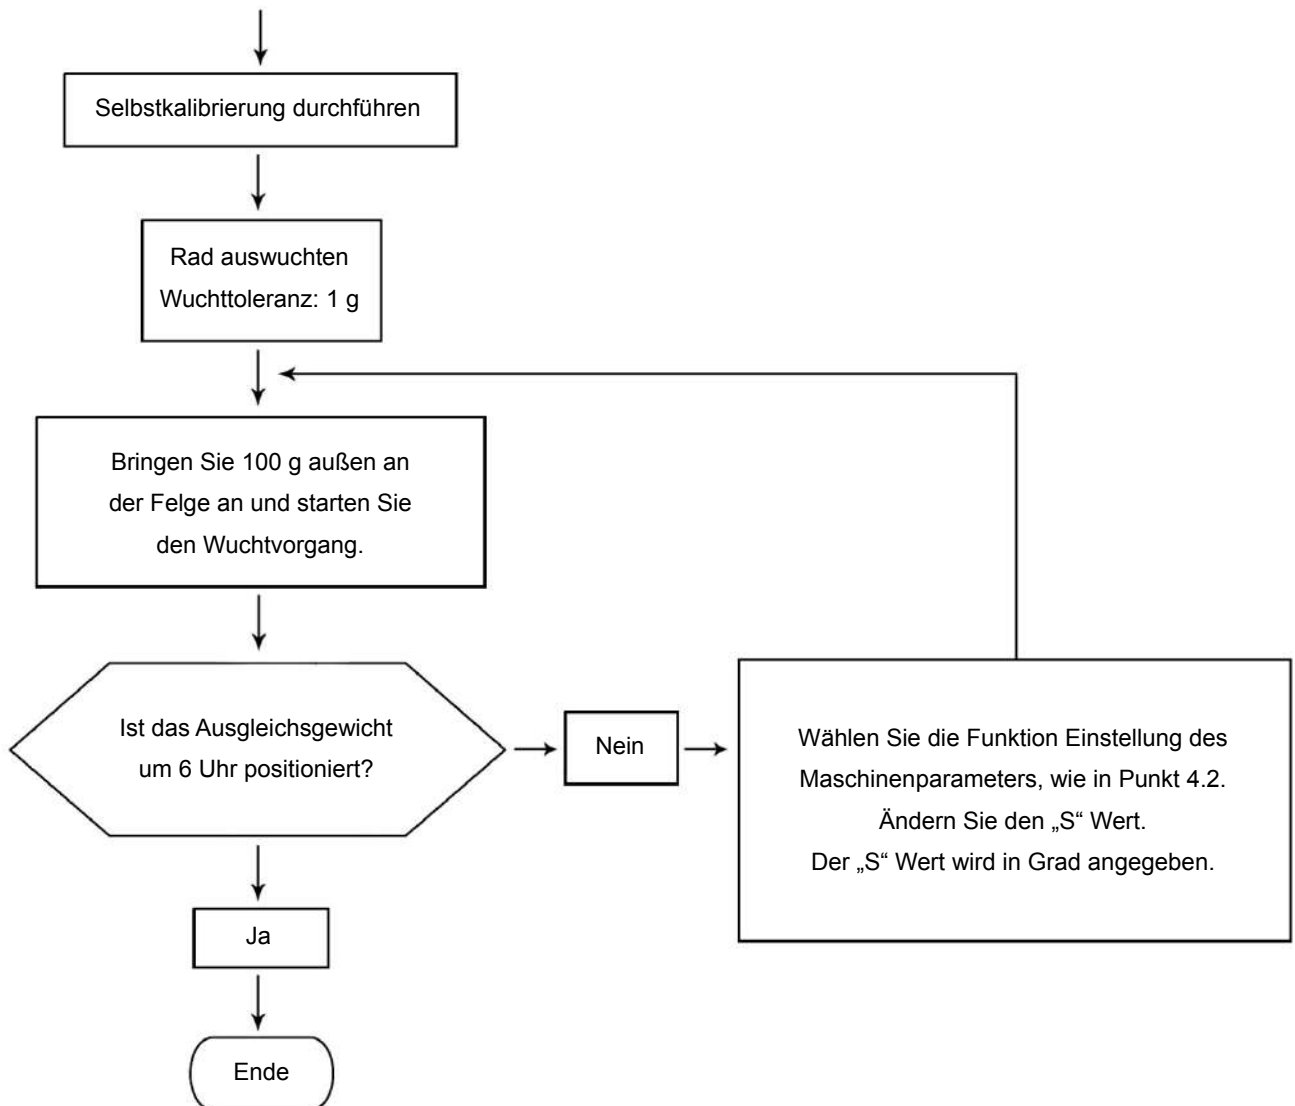 Selbstkalibrierung durchführen
Rad auswuchten
Wuchttoleranz: 1 g
Bringen Sie 100 g außen an
der Felge an und starten Sie
den Wuchtvorgang.
Ist das Ausgleichsgewicht
um 6 Uhr positioniert?
Nein
Wählen Sie die Funktion Einstellung des
Maschinenparameters, wie in Punkt 4.2.
Ändern Sie den „S“ Wert.
Der „S“ Wert wird in Grad angegeben.
Ja
Ende